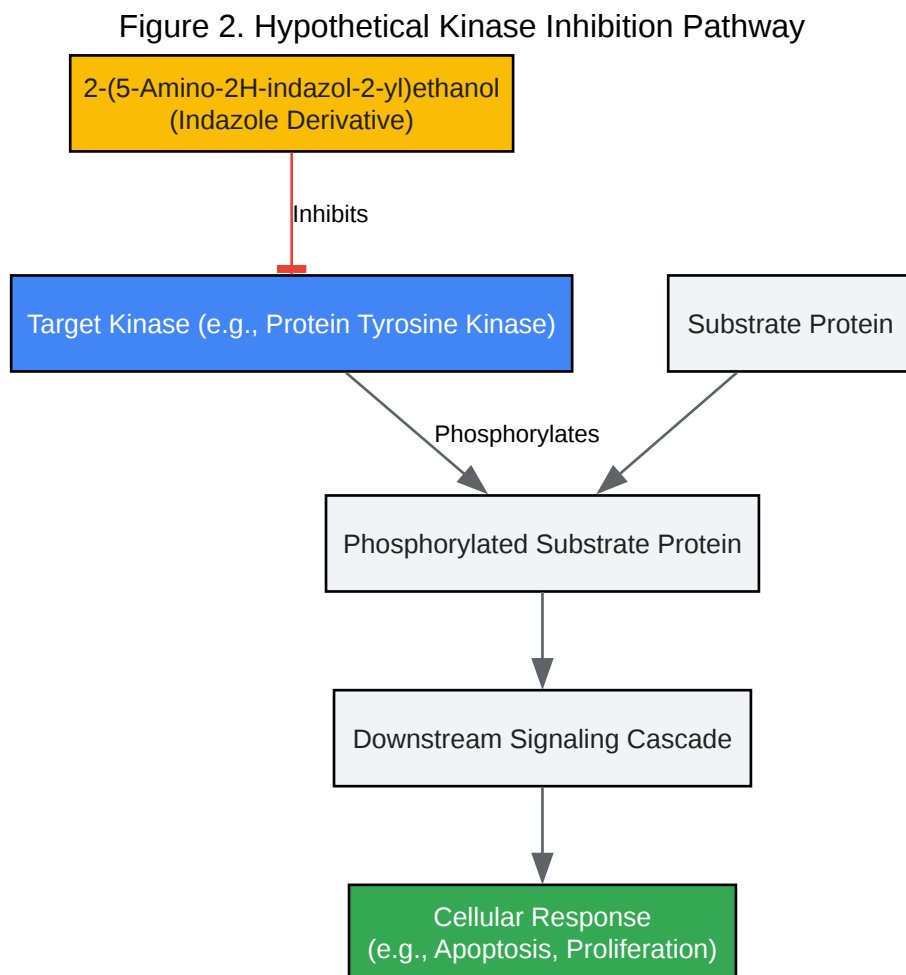 Figure 2. Hypothetical Kinase Inhibition Pathway
2-(5-Amino-2H-indazol-2-yl)ethanol
(Indazole Derivative)
Inhibits
Target Kinase (e.g., Protein Tyrosine Kinase)
Substrate Protein
Phosphorylates
Phosphorylated Substrate Protein
Downstream Signaling Cascade
Cellular Response
(e.g., Apoptosis, Proliferation)